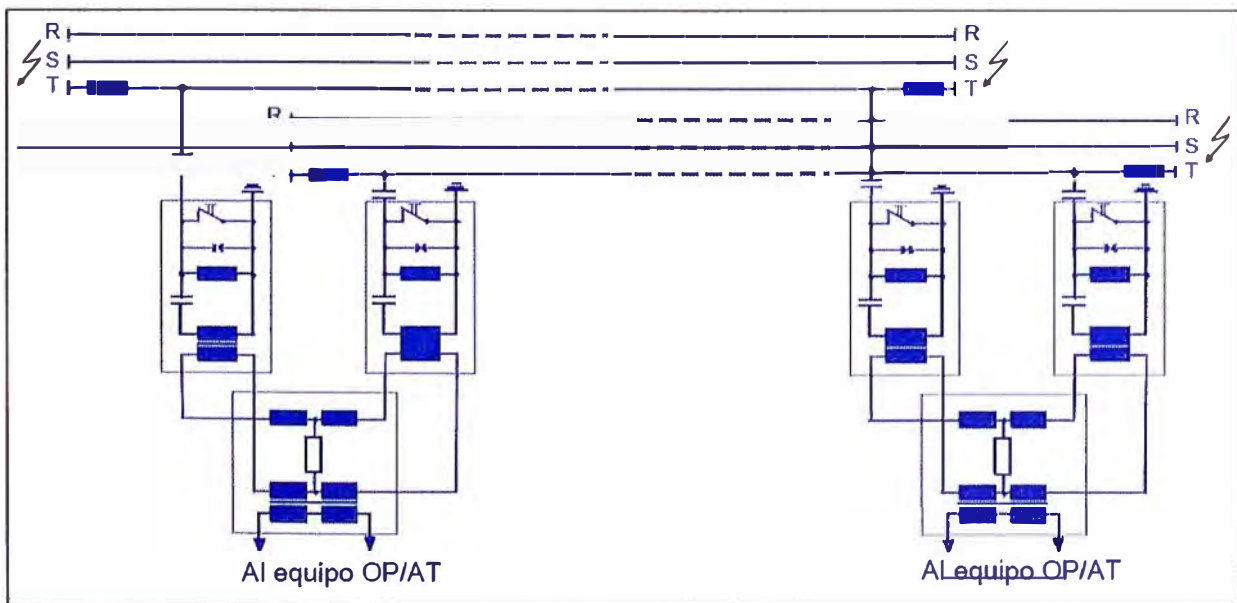 R R
S S
T T
R R
S
T
Al equipo OP/AT Al equipo OP/AT